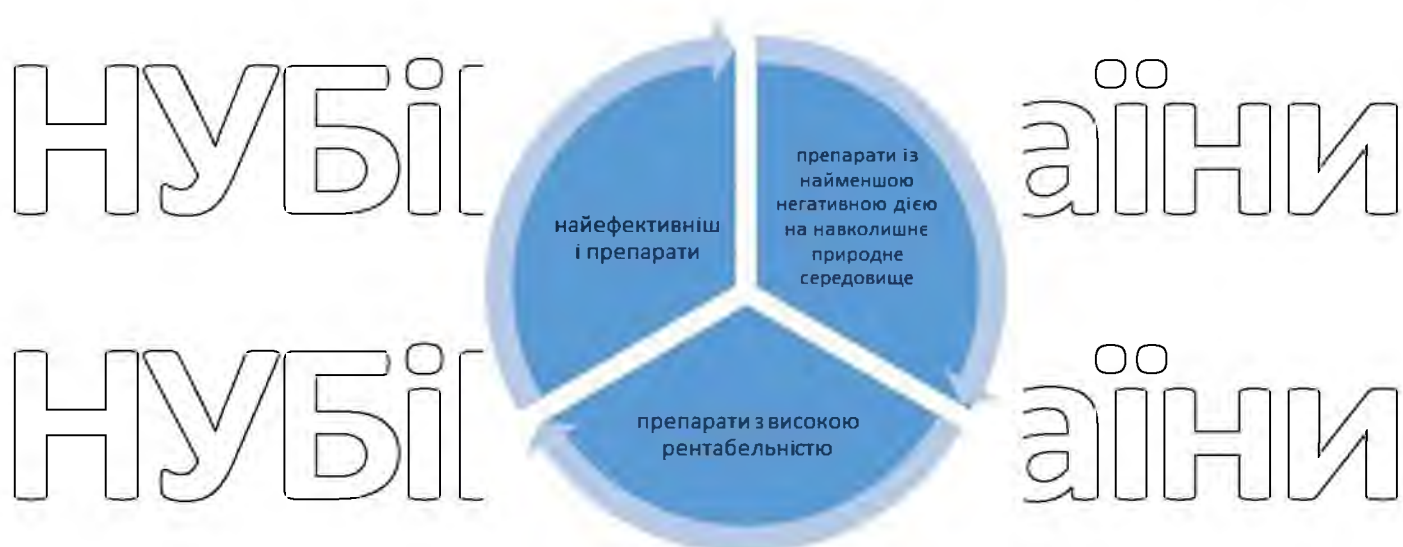 НУБі
аїни
найефективніш
і препарати
препарати із
найменшою
негативною дією
на навколишнє
природне
середовище
НУБі
аїни
препарати з високою
рентабельністю